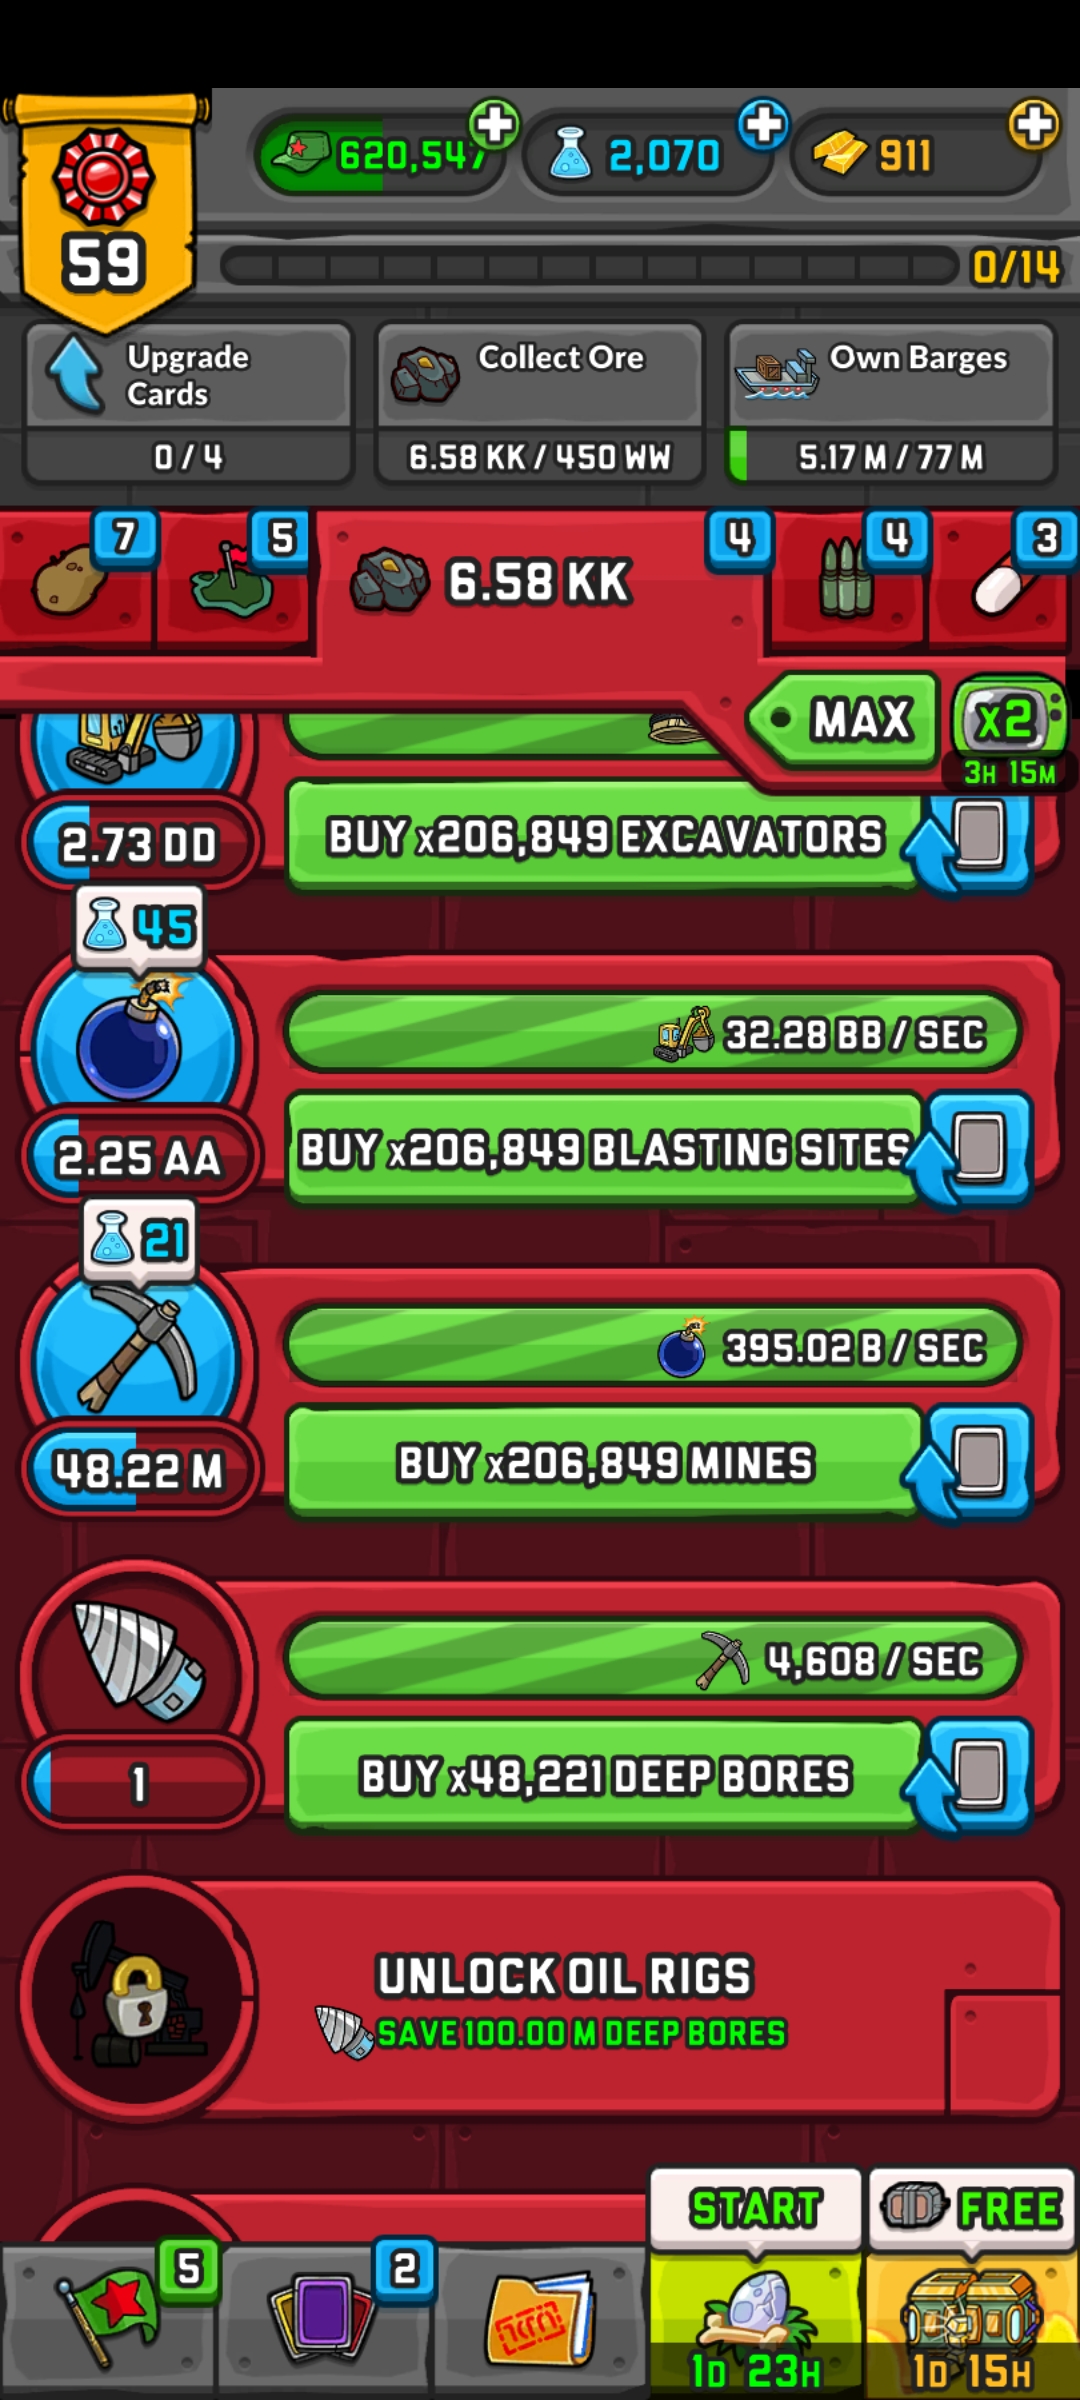 59
620,547
2,070
911
0/14
Upgrade
Cards
0 / 4
Collect Ore
6.58 KK / 450 WW
Own Barges
5.17 M / 77 M
7
5
6.58 KK
4
4
3
MAX
x2
3H 15M
2.73 DD
BUY x206,849 EXCAVATORS
45
32.28 BB / SEC
2.25 AA
BUY x206,849 BLASTING SITES
21
395.02 B / SEC
48.22 M
BUY x206,849 MINES
4,608 / SEC
1
BUY x48,221 DEEP BORES
UNLOCK OIL RIGS
SAVE 100.00 M DEEP BORES
START
FREE
5
2
1D 23H
1D 15H